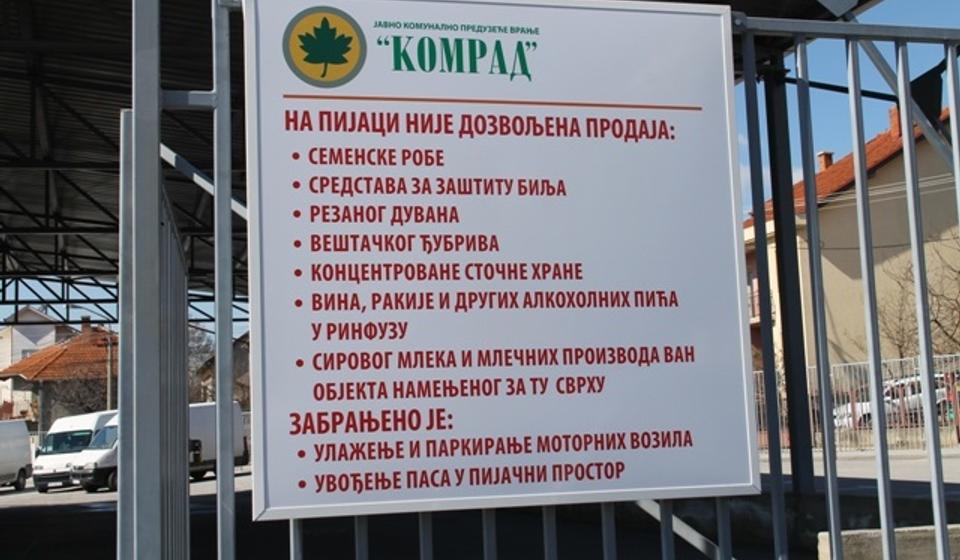 ЈАВНО КОМУНАЛНО ПРЕДУЗЕЋЕ ВРАЊЕ
“КОМРАД”
НА ПИЈАЦИ НИЈЕ ДОЗВОЉЕНА ПРОДАЈА:
• СЕМЕНСКЕ РОБЕ
• СРЕДСТАВА ЗА ЗАШТИТУ БИЉА
• РЕЗАНОГ ДУВАНА
• ВЕШТАЧКОГ ЂУБРИВА
• КОНЦЕНТРОВАНЕ СТОЧНЕ ХРАНЕ
• ВИНА, РАКИЈЕ И ДРУГИХ АЛКОХОЛНИХ ПИЋА
У РИНФУЗУ
• СИРОВОГ МЛЕКА И МЛЕЧНИХ ПРОИЗВОДА ВАН
ОБЈЕКТА НАМЕЊЕНОГ ЗА ТУ СВРХУ
ЗАБРАЊЕНО ЈЕ:
• УЛАЖЕЊЕ И ПАРКИРАЊЕ МОТОРНИХ ВОЗИЛА
• УВОЂЕЊЕ ПАСА У ПИЈАЧНИ ПРОСТОР